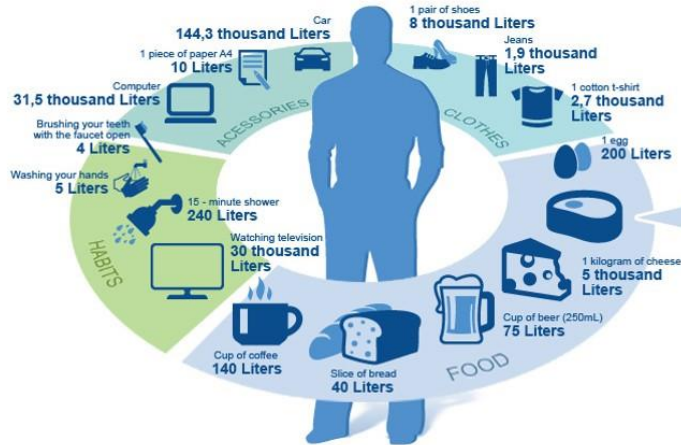 Car
144,3 thousand Liters
1 piece of paper A4
10 Liters
Computer
31,5 thousand Liters
ACESSORIES
1 pair of shoes
8 thousand Liters
Jeans
1,9 thousand
Liters
1 cotton t-shirt
2,7 thousand
Liters
CLOTHES
Brushing your teeth
with the faucet open
4 Liters
Washing your hands
5 Liters
15 - minute shower
240 Liters
Watching television
30 thousand
Liters
HABITS
1 egg
200 Liters
1 kilogram of cheese
5 thousand
Liters
Cup of beer (250mL)
75 Liters
Slice of bread
40 Liters
Cup of coffee
140 Liters
FOOD